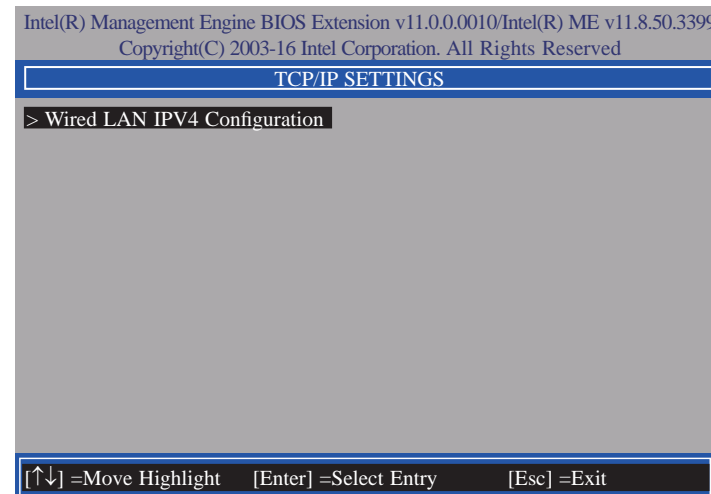 Intel(R) Management Engine BIOS Extension v11.0.0.0010/Intel(R) ME v11.8.50.3399
Copyright(C) 2003-16 Intel Corporation. All Rights Reserved
TCP/IP SETTINGS
> Wired LAN IPV4 Configuration
[↑↓] =Move Highlight [Enter] =Select Entry [Esc] =Exit